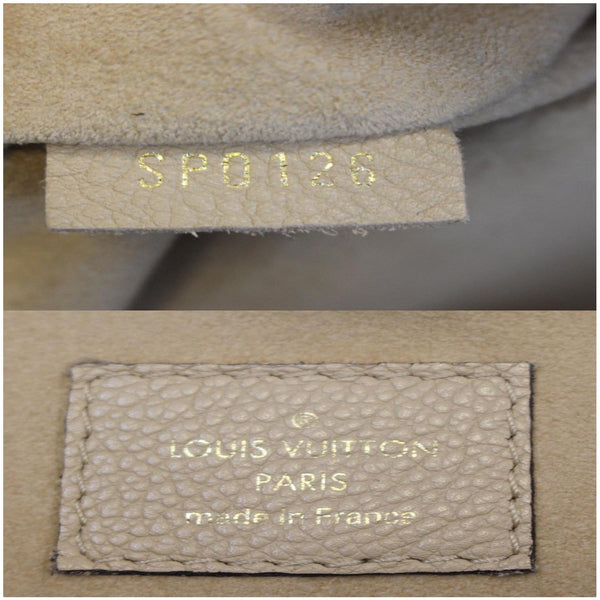 SP0126
LOUIS VUITTON
PARIS
made in France